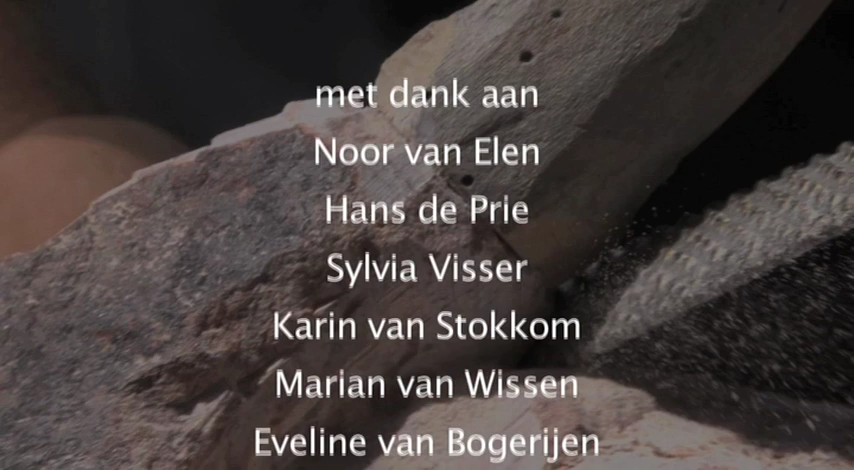 met dank aan
Noor van Elen
Hans de Prie
Sylvia Visser
Karin van Stokkom
Marian van Wissen
Eveline van Bogerijen